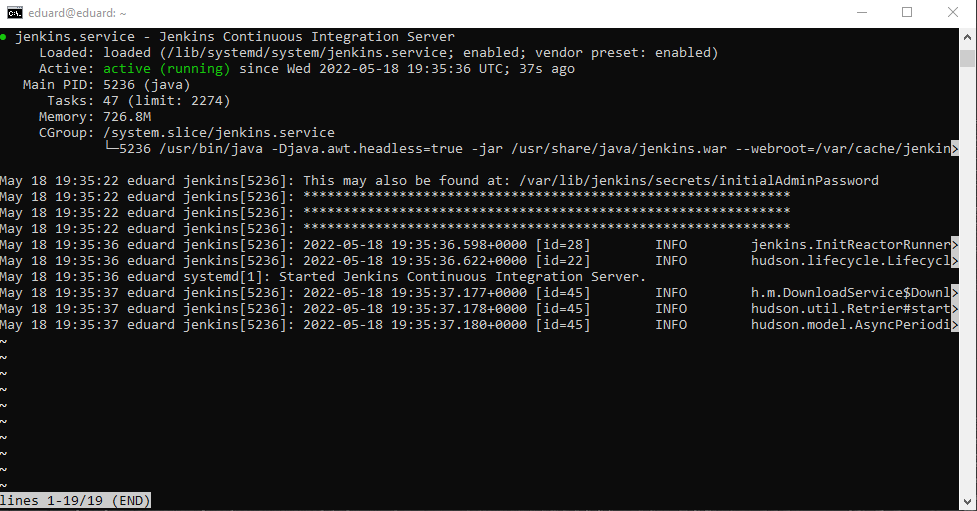 eduard@eduard: ~
● jenkins.service - Jenkins Continuous Integration Server
Loaded: loaded (/lib/systemd/system/jenkins.service; enabled; vendor preset: enabled)
Active: active (running) since Wed 2022-05-18 19:35:36 UTC; 37s ago
Main PID: 5236 (java)
Tasks: 47 (limit: 2274)
Memory: 726.8M
CGroup: /system.slice/jenkins.service
└─5236 /usr/bin/java -Djava.awt.headless=true -jar /usr/share/java/jenkins.war --webroot=/var/cache/jenkin>
May 18 19:35:22 eduard jenkins[5236]: This may also be found at: /var/lib/jenkins/secrets/initialAdminPassword
May 18 19:35:22 eduard jenkins[5236]: *************************************************************
May 18 19:35:22 eduard jenkins[5236]: *************************************************************
May 18 19:35:22 eduard jenkins[5236]: *************************************************************
May 18 19:35:36 eduard jenkins[5236]: 2022-05-18 19:35:36.598+0000 [id=28]        INFO        jenkins.InitReactorRunner>
May 18 19:35:36 eduard jenkins[5236]: 2022-05-18 19:35:36.622+0000 [id=22]        INFO        hudson.lifecycle.Lifecycl>
May 18 19:35:36 eduard systemd[1]: Started Jenkins Continuous Integration Server.
May 18 19:35:37 eduard jenkins[5236]: 2022-05-18 19:35:37.177+0000 [id=45]        INFO        h.m.DownloadService$Downl>
May 18 19:35:37 eduard jenkins[5236]: 2022-05-18 19:35:37.178+0000 [id=45]        INFO        hudson.util.Retrier#start>
May 18 19:35:37 eduard jenkins[5236]: 2022-05-18 19:35:37.180+0000 [id=45]        INFO        hudson.model.AsyncPeriodi>
~
~
~
~
~
~
~
~
~
~
lines 1-19/19 (END)